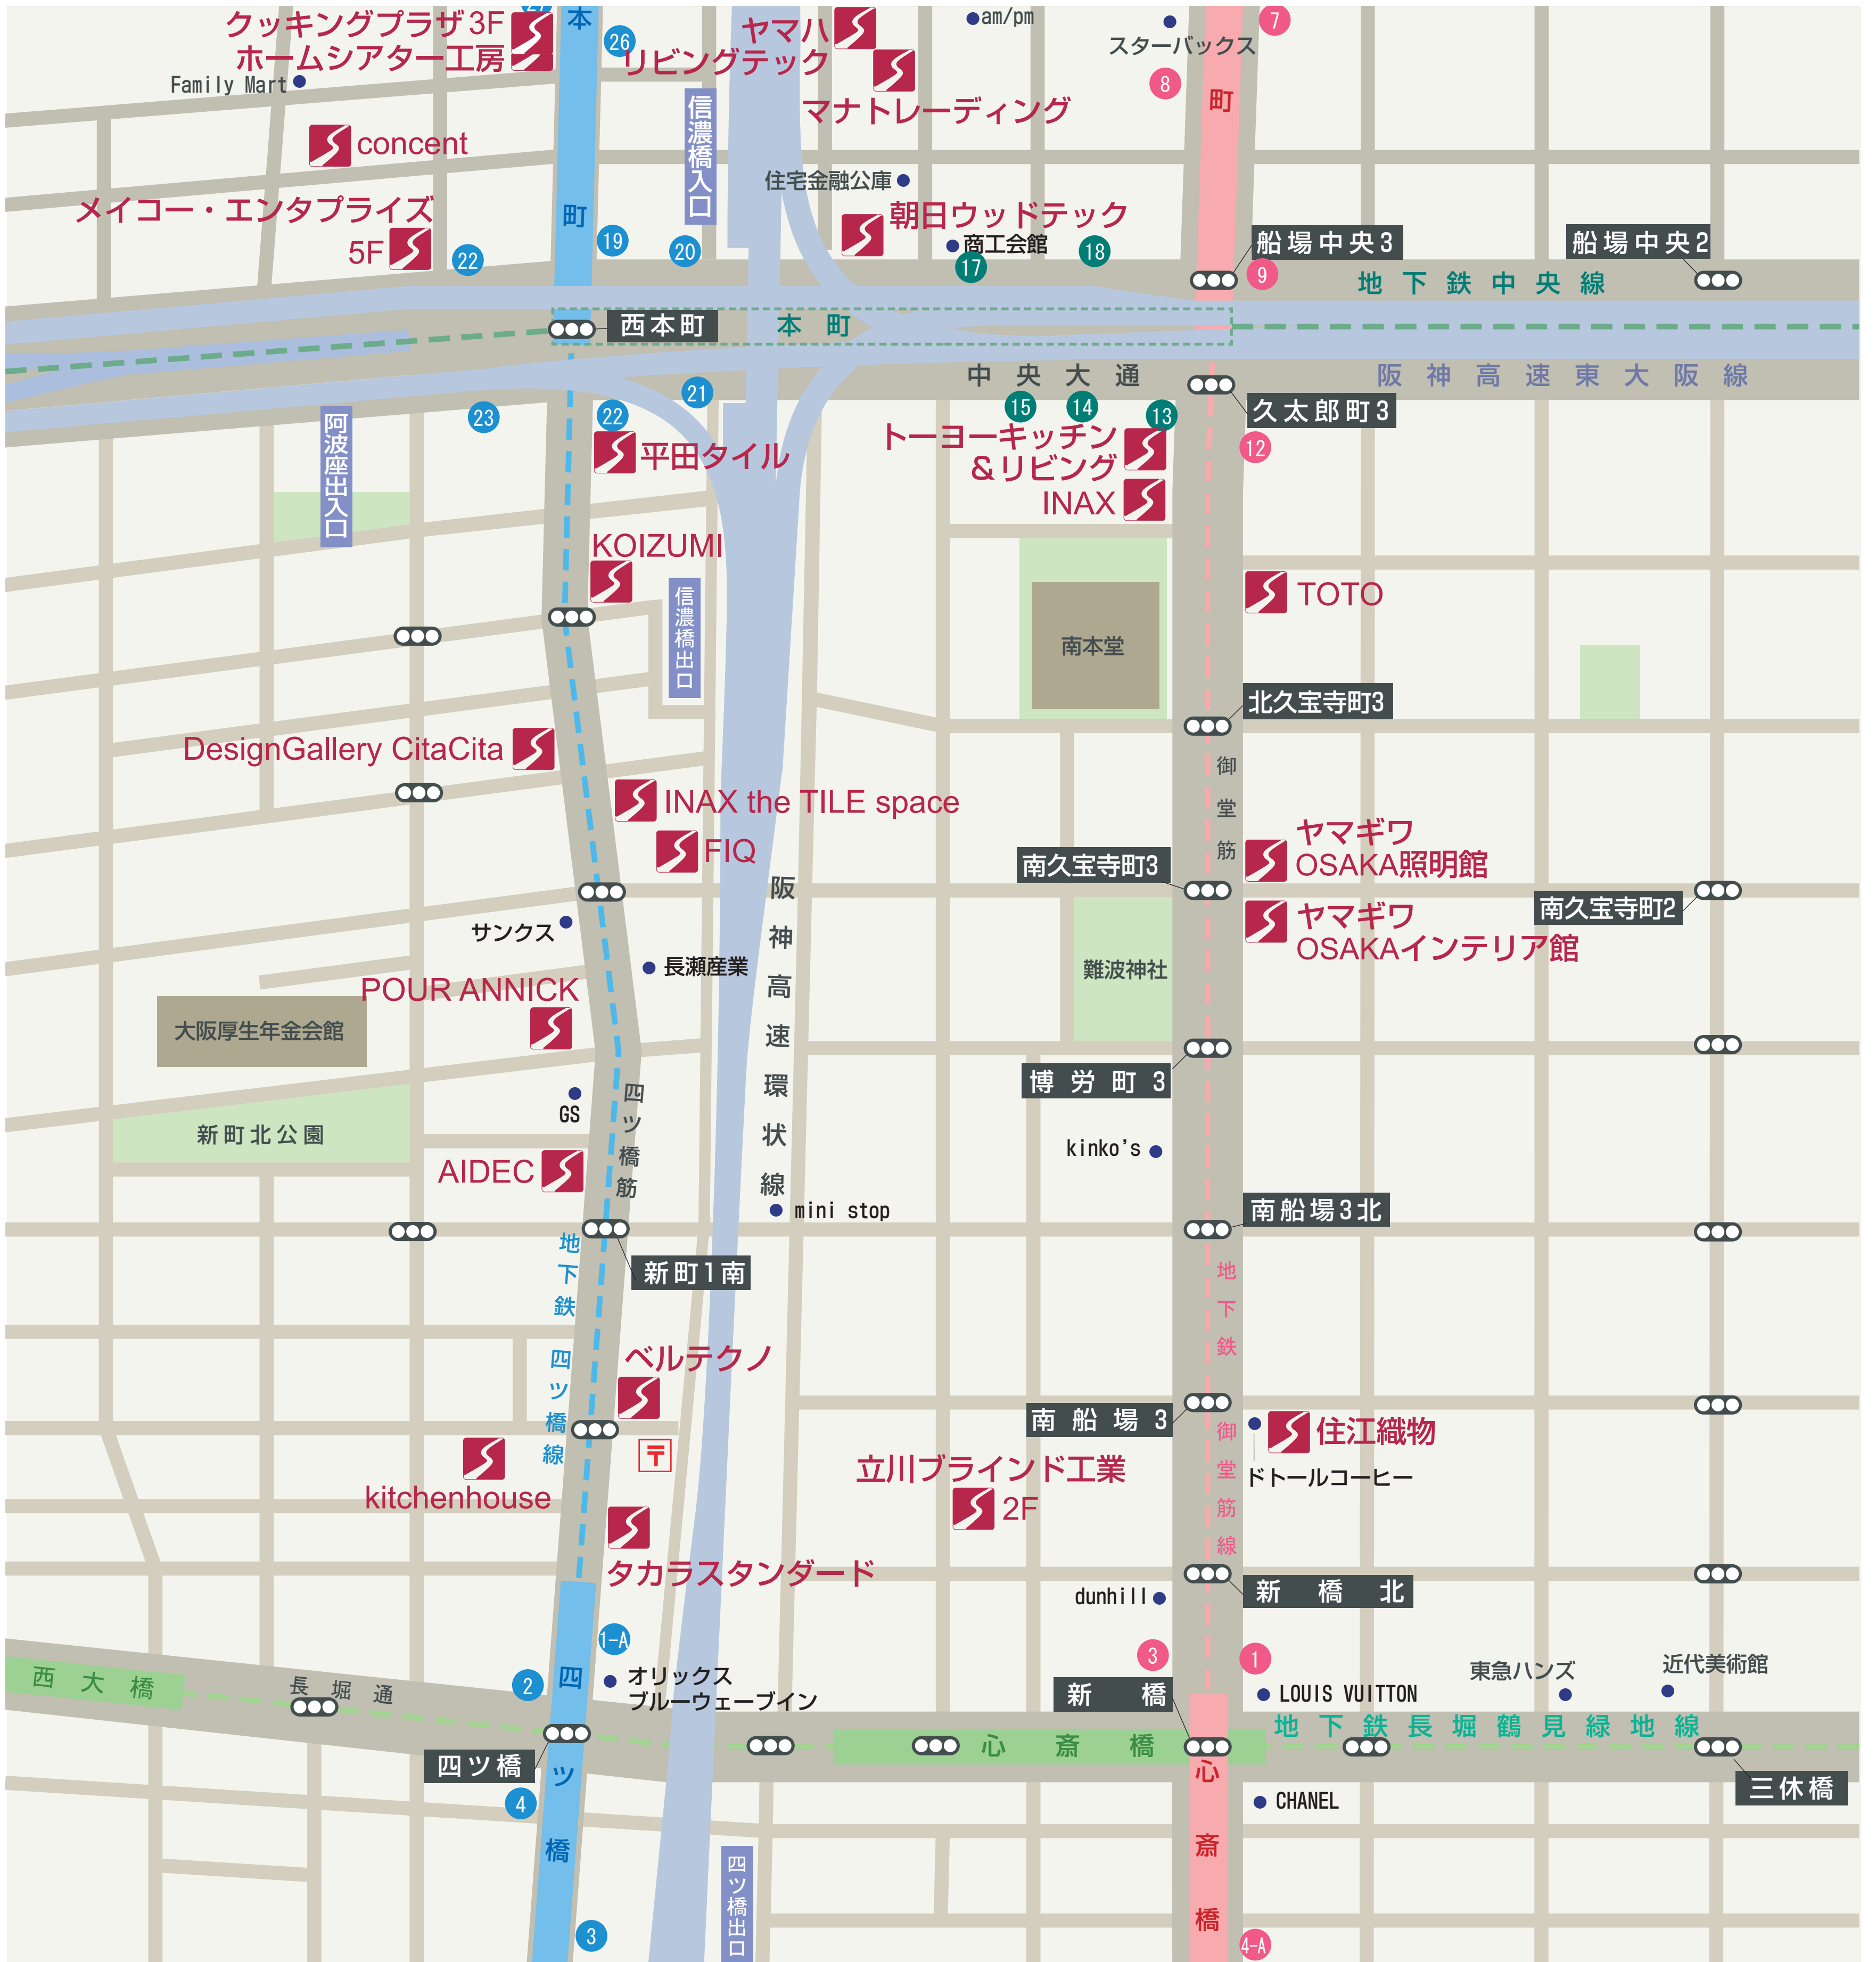 クッキングプラザ3F
ホームシアター工房
27
本
26
ヤマハ
リビングテック
マナトレーディング
am/pm
スターバックス
7
8
町
Family Mart
concent
メイコー・エンタプライズ
5F
22
町
19
20
信濃橋入口
住宅金融公庫
朝日ウッドテック
商工会館
17
18
船場中央3
9
船場中央2
地下鉄中央線
西本町
本町
中央大通
阪神高速東大阪線
久太郎町3
12
23
22
21
15
14
13
阿波座出入口
平田タイル
トーヨーキッチン
&リビング
INAX
KOIZUMI
信濃橋出口
TOTO
南本堂
北久宝寺町3
御堂筋
DesignGallery CitaCita
INAX the TILE space
FIQ
南久宝寺町3
ヤマギワ
OSAKA照明館
ヤマギワ
OSAKAインテリア館
南久宝寺町2
阪神高速環状線
サンクス
長瀬産業
難波神社
POUR ANNICK
大阪厚生年金会館
博労町3
四ツ橋筋
GS
新町北公園
kinko's
AIDEC
mini stop
南船場3北
地下鉄
四ツ橋線
新町1南
地下鉄
御堂筋線
ベルテクノ
〒
南船場3
住江織物
ドトールコーヒー
立川ブラインド工業
2F
kitchenhouse
タカラスタンダード
dunhill
新橋北
1-A
2
四ツ橋
オリックス
ブルーウェーブイン
3
1
新橋
LOUIS VUITTON
東急ハンズ
近代美術館
西大橋
長堀通
地下鉄長堀鶴見緑地線
心斎橋
四ツ橋
4
三休橋
CHANEL
心斎橋
四ツ橋出口
3
4-A